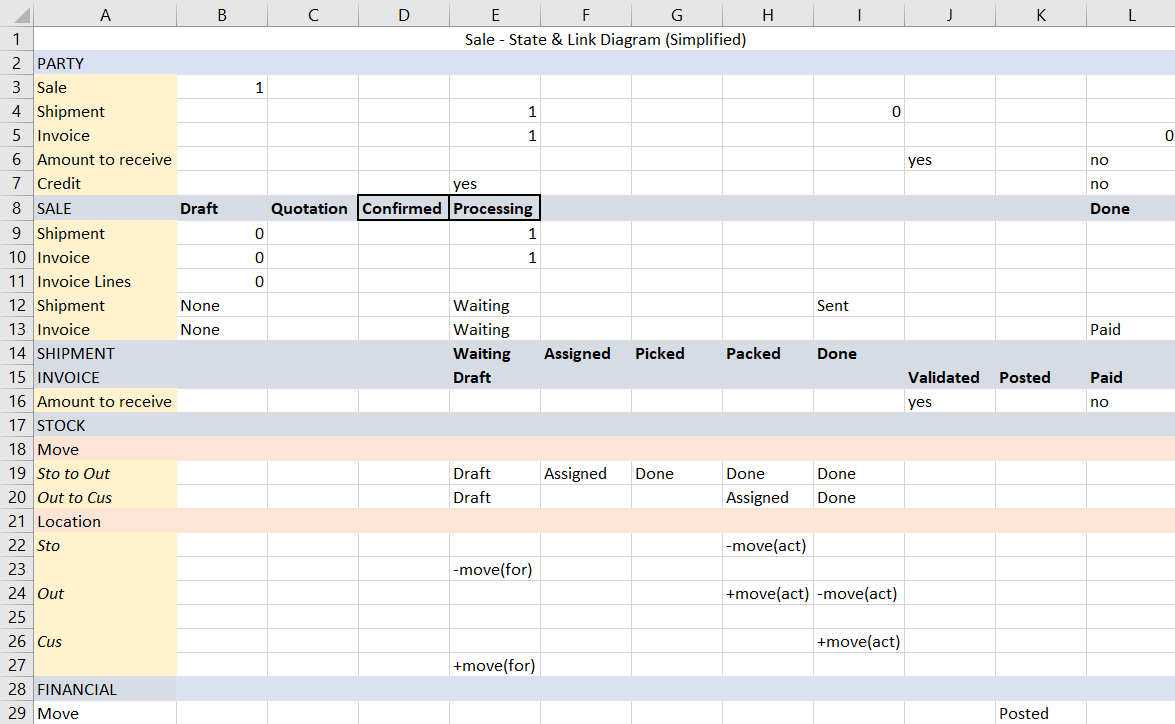 A B C D E F G H I J K L
1 Sale - State & Link Diagram (Simplified)
2 PARTY
3 Sale 1
4 Shipment 1 0
5 Invoice 1 0
6 Amount to receive yes no
7 Credit yes no
8 SALE Draft Quotation Confirmed Processing Done
9 Shipment 0 1
10 Invoice 0 1
11 Invoice Lines 0
12 Shipment None Waiting Sent
13 Invoice None Waiting Paid
14 SHIPMENT Waiting Assigned Picked Packed Done
15 INVOICE Draft Validated Posted Paid
16 Amount to receive yes no
17 STOCK
18 Move
19 Sto to Out Draft Assigned Done Done Done
20 Out to Cus Draft Assigned Done
21 Location
22 Sto -move(act)
23 -move(for)
24 Out +move(act) -move(act)
25
26 Cus +move(act)
27 +move(for)
28 FINANCIAL
29 Move Posted